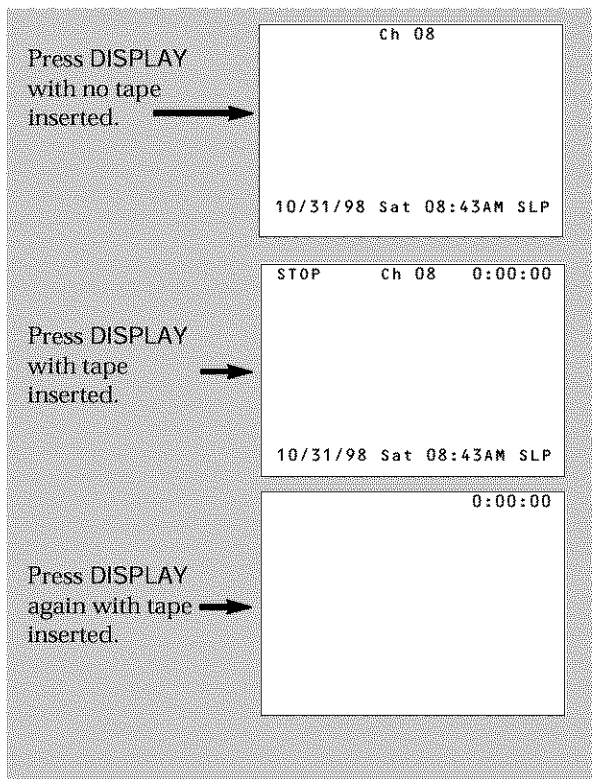 Ch 08
Press DISPLAY
with no tape
inserted.
10/31/98 Sat 08:43AM SLP
STOP Ch 08 0:00:00
Press DISPLAY
with tape
inserted.
10/31/98 Sat 08:43AM SLP
0:00:00
Press DISPLAY
again with tape
inserted.